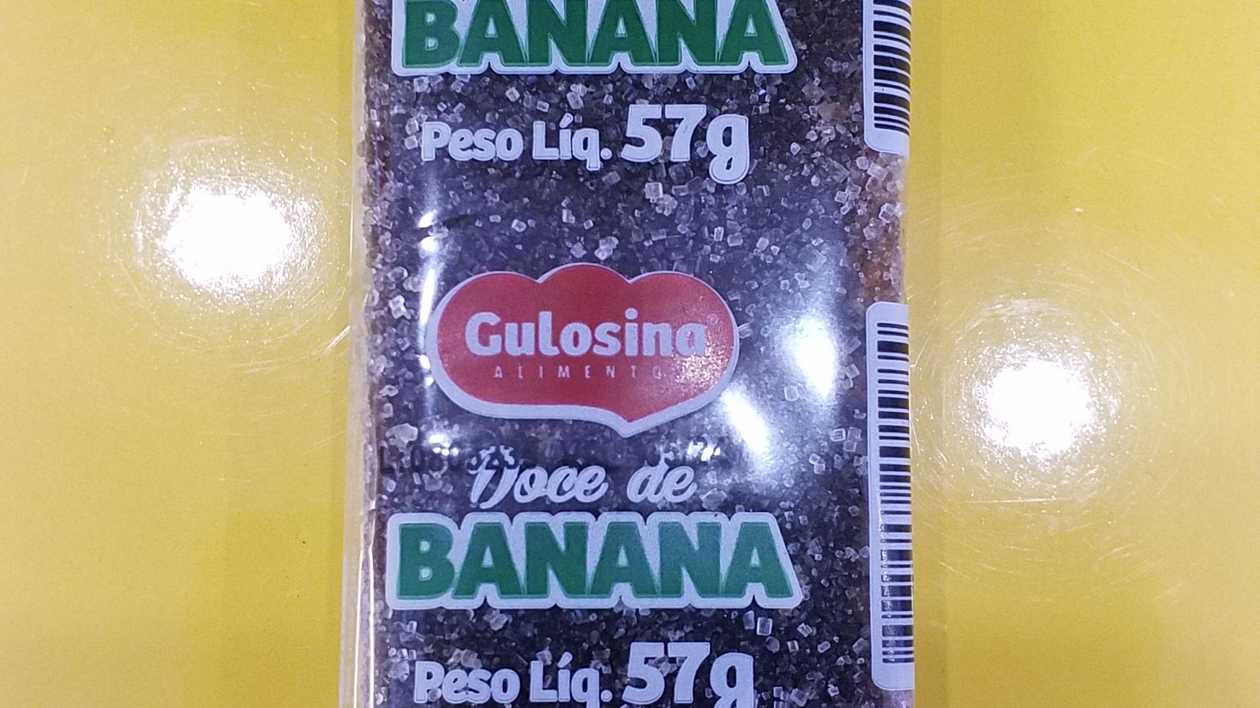 BANANA
Peso Líq. 57g
Gulosina
ALIMENTOS
Doce de
BANANA
Peso Líq. 57g